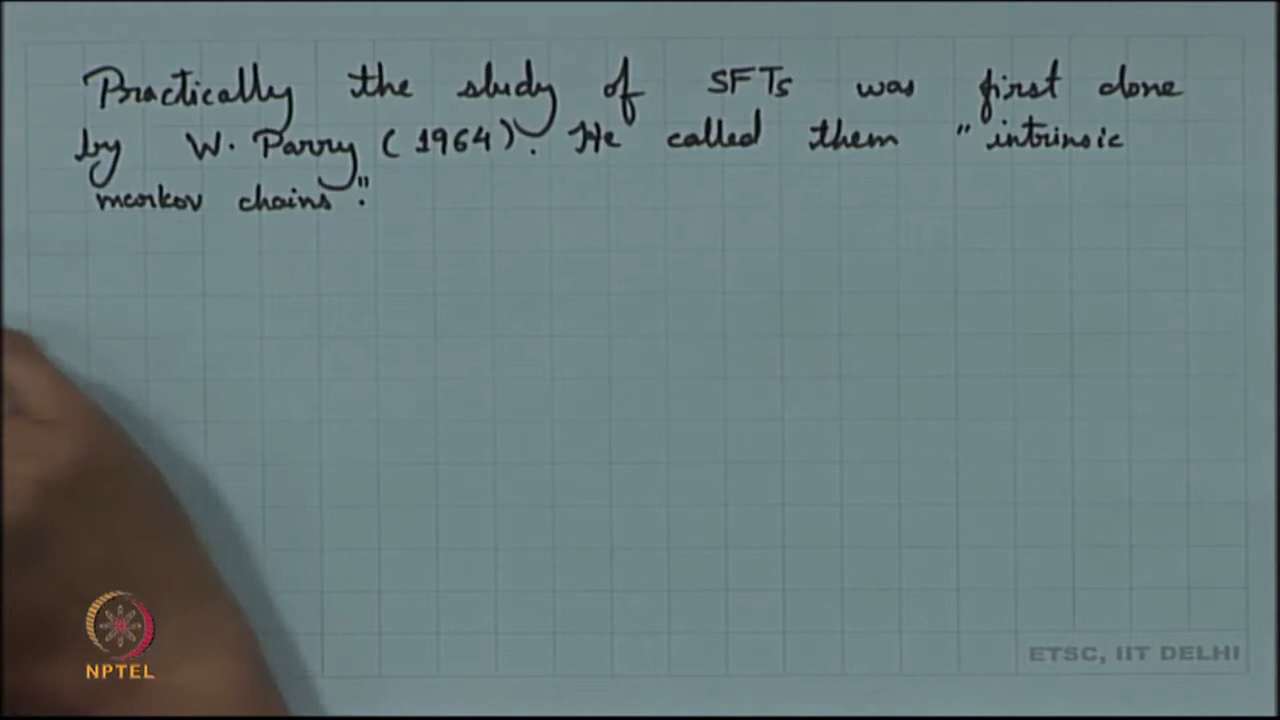 Practically the study of SFTs was first done
by W. Parry (1964). He called them "intrinsic
markov chains".
NPTEL
ETSC, IIT DELHI